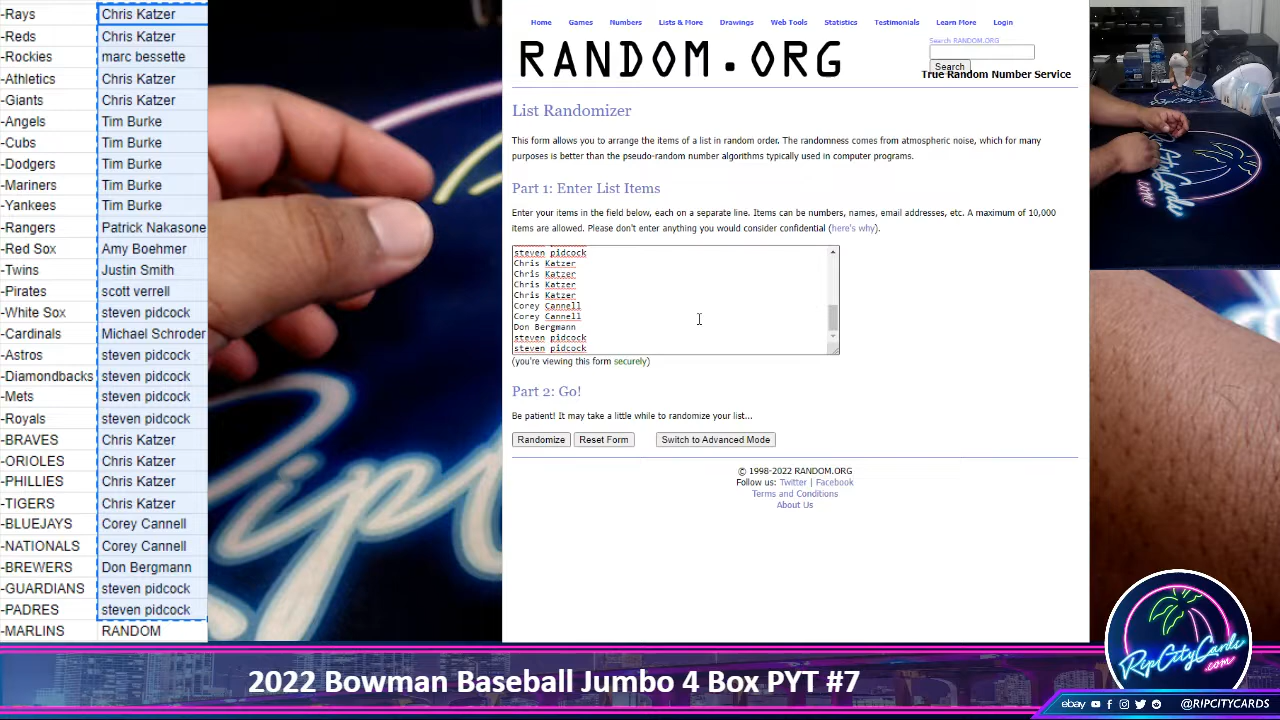 -Rays Chris Katzer
-Reds Chris Katzer
-Rockies marc bessette
-Athletics Chris Katzer
-Giants Chris Katzer
-Angels Tim Burke
-Cubs Tim Burke
-Dodgers Tim Burke
-Mariners Tim Burke
-Yankees Tim Burke
-Rangers Patrick Nakasone
-Red Sox Amy Boehmer
-Twins Justin Smith
-Pirates scott verrell
-White Sox steven pidcock
-Cardinals Michael Schroder
-Astros steven pidcock
-Diamondbacks steven pidcock
-Mets steven pidcock
-Royals steven pidcock
-BRAVES Chris Katzer
-ORIOLES Chris Katzer
-PHILLIES Chris Katzer
-TIGERS Chris Katzer
-BLUEJAYS Corey Cannell
-NATIONALS Corey Cannell
-BREWERS Don Bergmann
-GUARDIANS steven pidcock
-PADRES steven pidcock
-MARLINS RANDOM
Home Games Numbers Lists & More Drawings Web Tools Statistics Testimonials Learn More Login
RANDOM.ORG
Search RANDOM.ORG
Search
True Random Number Service
List Randomizer
This form allows you to arrange the items of a list in random order. The randomness comes from atmospheric noise, which for many
purposes is better than the pseudo-random number algorithms typically used in computer programs.
Part 1: Enter List Items
Enter your items in the field below, each on a separate line. Items can be numbers, names, email addresses, etc. A maximum of 10,000
items are allowed. Please don't enter anything you would consider confidential (here's why).
steven pidcock
Chris Katzer
Chris Katzer
Chris Katzer
Chris Katzer
Corey Cannell
Corey Cannell
Don Bergmann
steven pidcock
steven pidcock
(you're viewing this form securely)
Part 2: Go!
Be patient! It may take a little while to randomize your list...
Randomize Reset Form Switch to Advanced Mode
© 1998-2022 RANDOM.ORG
Follow us: Twitter | Facebook
Terms and Conditions
About Us
RipCityCards
.com
2022 Bowman Baseball Jumbo 4 Box PYT #7
ebay @RIPCITYCARDS